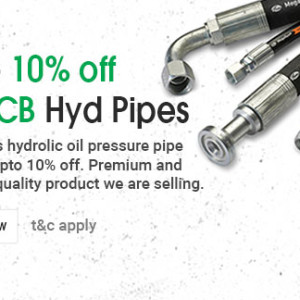 10% off
CB Hyd Pipes
s hydrolic oil pressure pipe
pto 10% off. Premium and
quality product we are selling.
w t&c apply
Meg